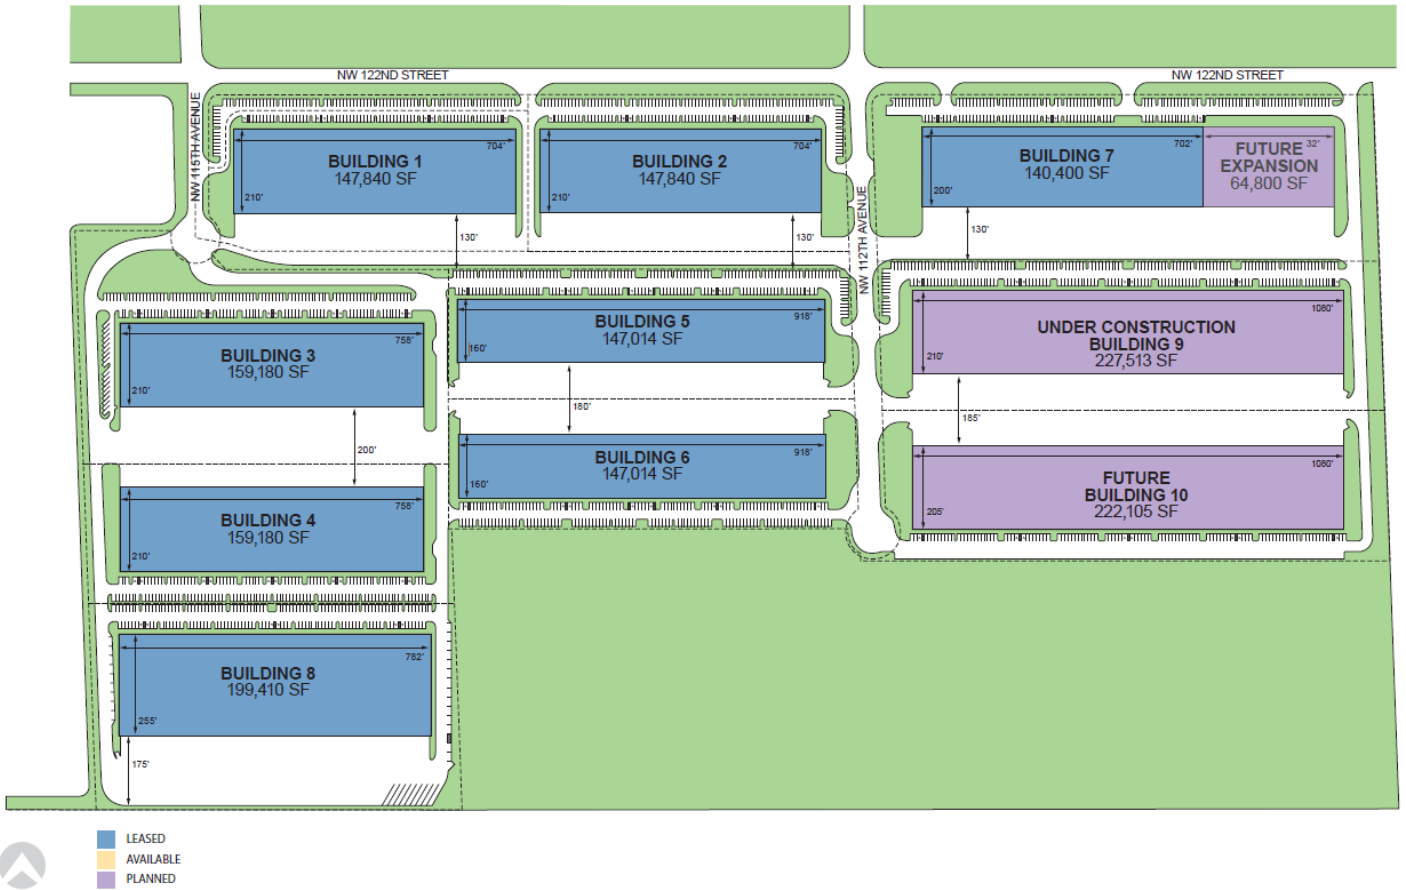 NW 122ND STREET
NW 122ND STREET
NW 115TH AVENUE
NW 112TH AVENUE
704'
BUILDING 1
147,840 SF
210'
130'
704'
BUILDING 2
147,840 SF
210'
130'
702'
BUILDING 7
140,400 SF
200'
130'
32'
FUTURE
EXPANSION
64,800 SF
758'
BUILDING 3
159,180 SF
210'
200'
918'
BUILDING 5
147,014 SF
160'
180'
1080'
UNDER CONSTRUCTION
BUILDING 9
227,513 SF
210'
185'
918'
BUILDING 6
147,014 SF
160'
1080'
FUTURE
BUILDING 10
222,105 SF
205'
758'
BUILDING 4
159,180 SF
210'
782'
BUILDING 8
199,410 SF
255'
175'
LEASED
AVAILABLE
PLANNED